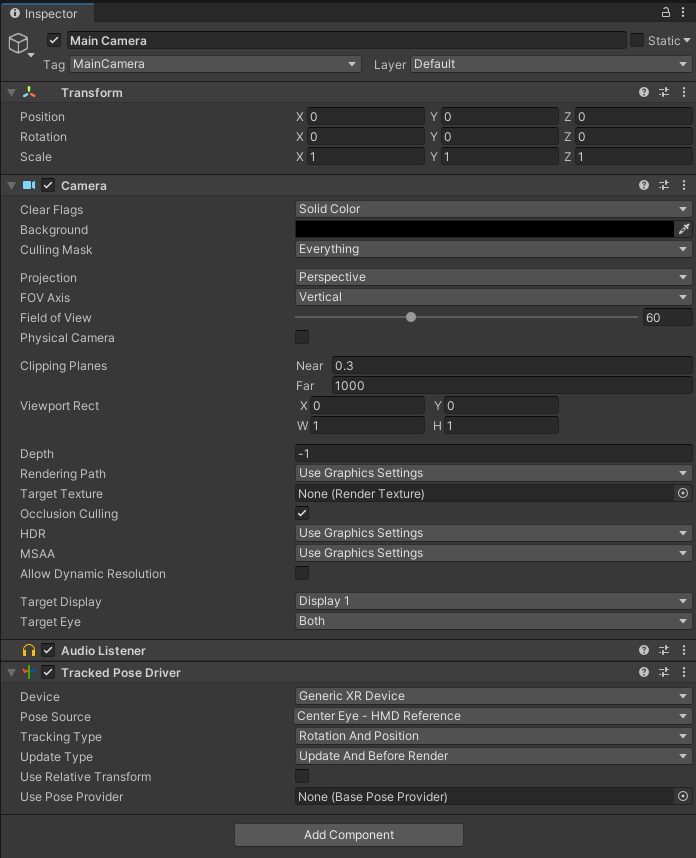 Inspector
Main Camera Static
Tag MainCamera Layer Default
Transform
Position X 0 Y 0 Z 0
Rotation X 0 Y 0 Z 0
Scale X 1 Y 1 Z 1
Camera
Clear Flags Solid Color
Background
Culling Mask Everything
Projection Perspective
FOV Axis Vertical
Field of View 60
Physical Camera
Clipping Planes Near 0.3
Far 1000
Viewport Rect X 0 Y 0
W 1 H 1
Depth -1
Rendering Path Use Graphics Settings
Target Texture None (Render Texture)
Occlusion Culling
HDR Use Graphics Settings
MSAA Use Graphics Settings
Allow Dynamic Resolution
Target Display Display 1
Target Eye Both
Audio Listener
Tracked Pose Driver
Device Generic XR Device
Pose Source Center Eye - HMD Reference
Tracking Type Rotation And Position
Update Type Update And Before Render
Use Relative Transform
Use Pose Provider None (Base Pose Provider)
Add Component